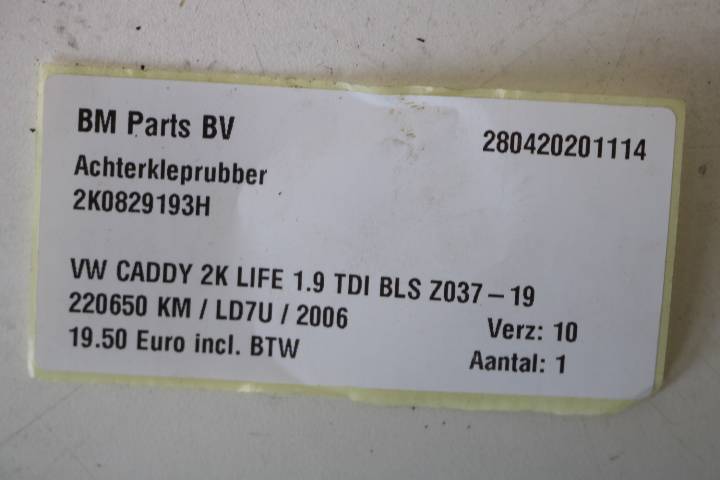 BM Parts BV
280420201114
Achterkleprubber
2K0829193H
VW CADDY 2K LIFE 1.9 TDI BLS Z037 – 19
220650 KM / LD7U / 2006
Verz: 10
19.50 Euro incl. BTW
Aantal: 1